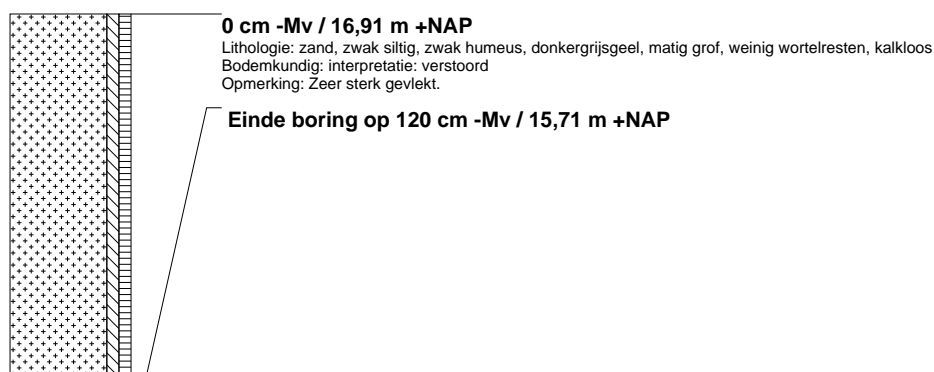 0 cm -Mv / 16,91 m +NAP
Lithologie: zand, zwak siltig, zwak humeus, donkergrijsgeel, matig grof, weinig wortelresten, kalkloos
Bodemkundig: interpretatie: verstoord
Opmerking: Zeer sterk gevlekt.
Einde boring op 120 cm -Mv / 15,71 m +NAP